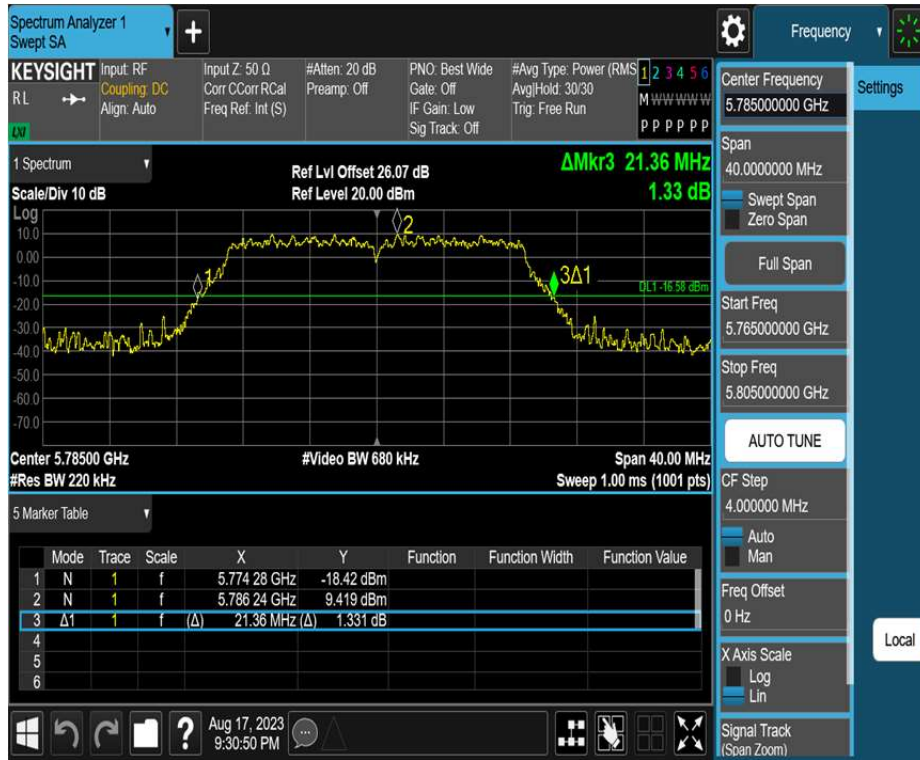 Spectrum Analyzer 1
Swept SA
+
Frequency
KEYSIGHT
RL
LXI
Input: RF
Coupling: DC
Align: Auto
Input Z: 50 Ω
Corr CCorr RCal
Freq Ref: Int (S)
#Atten: 20 dB
Preamp: Off
PNO: Best Wide
Gate: Off
IF Gain: Low
Sig Track: Off
#Avg Type: Power (RMS
Avg|Hold: 30/30
Trig: Free Run
1 2 3 4 5 6
M W W W W W
P P P P P P
1 Spectrum
Scale/Div 10 dB
Ref Lvl Offset 26.07 dB
Ref Level 20.00 dBm
ΔMkr3 21.36 MHz
1.33 dB
Log
10.0
0.00
-10.0
-20.0
-30.0
-40.0
-50.0
-60.0
-70.0
1
2
3Δ1
DL1 -16.58 dBm
Center 5.78500 GHz
#Video BW 680 kHz
Span 40.00 MHz
#Res BW 220 kHz
Sweep 1.00 ms (1001 pts)
5 Marker Table
Mode Trace Scale X Y Function Function Width Function Value
1 N 1 f 5.774 28 GHz -18.42 dBm
2 N 1 f 5.786 24 GHz 9.419 dBm
3 Δ1 1 f (Δ) 21.36 MHz (Δ) 1.331 dB
4
5
6
?
Aug 17, 2023
9:30:50 PM
Center Frequency
5.785000000 GHz
Settings
Span
40.0000000 MHz
Swept Span
Zero Span
Full Span
Start Freq
5.765000000 GHz
Stop Freq
5.805000000 GHz
AUTO TUNE
CF Step
4.000000 MHz
Auto
Man
Freq Offset
0 Hz
Local
X Axis Scale
Log
Lin
Signal Track
(Span Zoom)